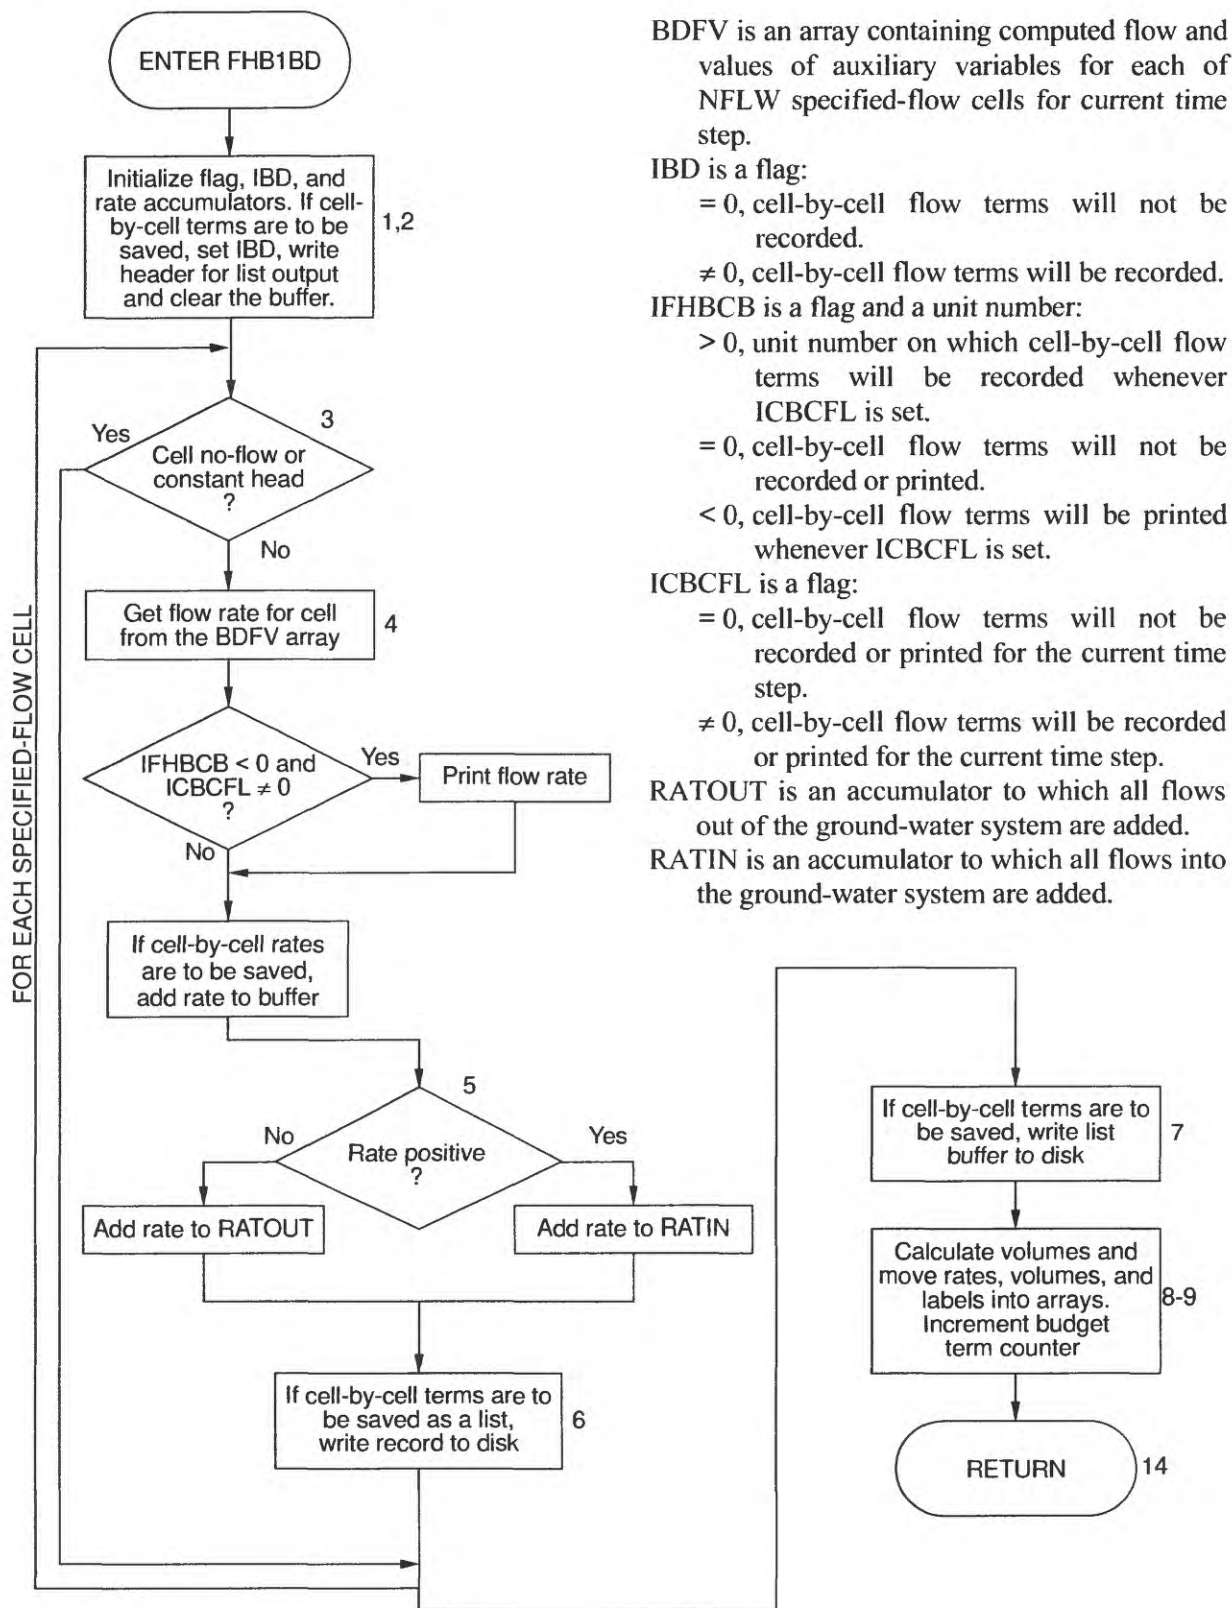 ENTER FHB1BD
Initialize flag, IBD, and
rate accumulators. If cell-
by-cell terms are to be
saved, set IBD, write
header for list output
and clear the buffer.
1,2
3
Yes
Cell no-flow or
constant head
?
No
Get flow rate for cell
from the BDFV array
4
FOR EACH SPECIFIED-FLOW CELL
IFHBCB < 0 and
ICBCFL ≠ 0
?
Yes
Print flow rate
No
If cell-by-cell rates
are to be saved,
add rate to buffer
5
No
Rate positive
?
Yes
Add rate to RATOUT
Add rate to RATIN
If cell-by-cell terms are to
be saved as a list,
write record to disk
6
BDFV is an array containing computed flow and
values of auxiliary variables for each of
NFLW specified-flow cells for current time
step.
IBD is a flag:
= 0, cell-by-cell flow terms will not be
recorded.
≠ 0, cell-by-cell flow terms will be recorded.
IFHBCB is a flag and a unit number:
> 0, unit number on which cell-by-cell flow
terms will be recorded whenever
ICBCFL is set.
= 0, cell-by-cell flow terms will not be
recorded or printed.
< 0, cell-by-cell flow terms will be printed
whenever ICBCFL is set.
ICBCFL is a flag:
= 0, cell-by-cell flow terms will not be
recorded or printed for the current time
step.
≠ 0, cell-by-cell flow terms will be recorded
or printed for the current time step.
RATOUT is an accumulator to which all flows
out of the ground-water system are added.
RATIN is an accumulator to which all flows into
the ground-water system are added.
If cell-by-cell terms are to
be saved, write list
buffer to disk
7
Calculate volumes and
move rates, volumes, and
labels into arrays.
Increment budget
term counter
8-9
RETURN
14